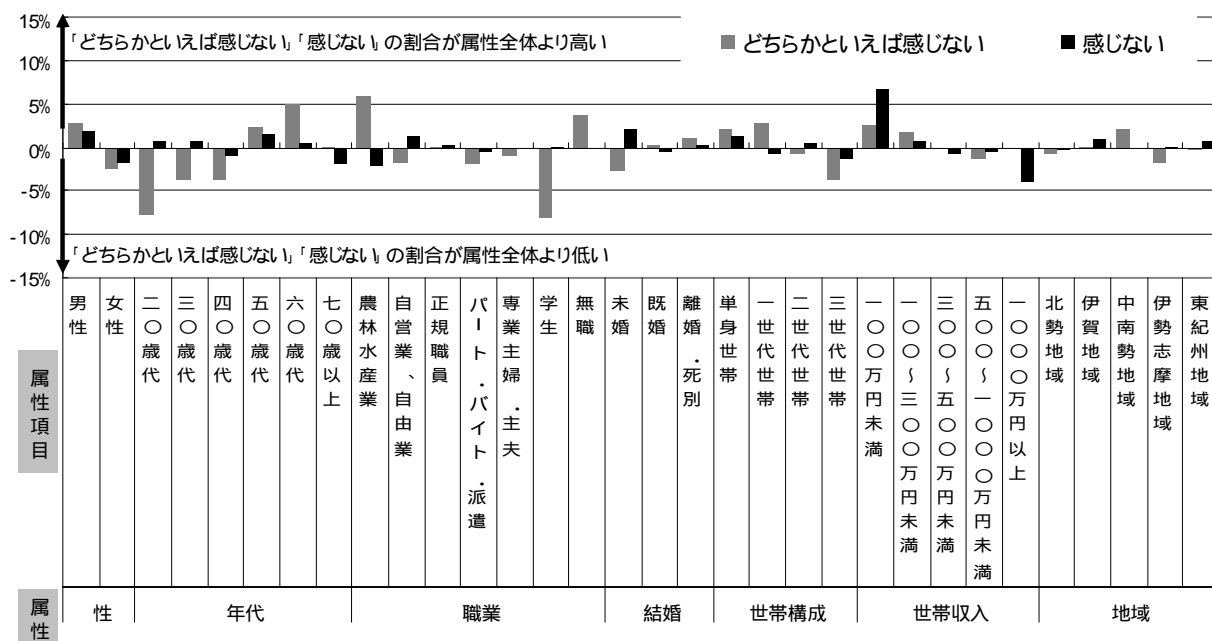 15%
「どちらかといえば感じない」「感じない」の割合が属性全体より高い
どちらかといえば感じない
感じない
10%
5%
0%
-5%
-10%
「どちらかといえば感じない」「感じない」の割合が属性全体より低い
-15%
属性項目
男性
女性
二〇歳代
三〇歳代
四〇歳代
五〇歳代
六〇歳代
七〇歳以上
農林水産業
自営業、自由業
正規職員
パート・バイト・派遣
専業主婦・主夫
学生
無職
未婚
既婚
離婚・死別
単身世帯
一世代世帯
二世代世帯
三世代世帯
一〇〇万円未満
一〇〇～三〇〇万円未満
三〇〇～五〇〇万円未満
五〇〇～一〇〇〇万円未満
一〇〇〇万円以上
北勢地域
伊賀地域
中南勢地域
伊勢志摩地域
東紀州地域
属性
性
年代
職業
結婚
世帯構成
世帯収入
地域